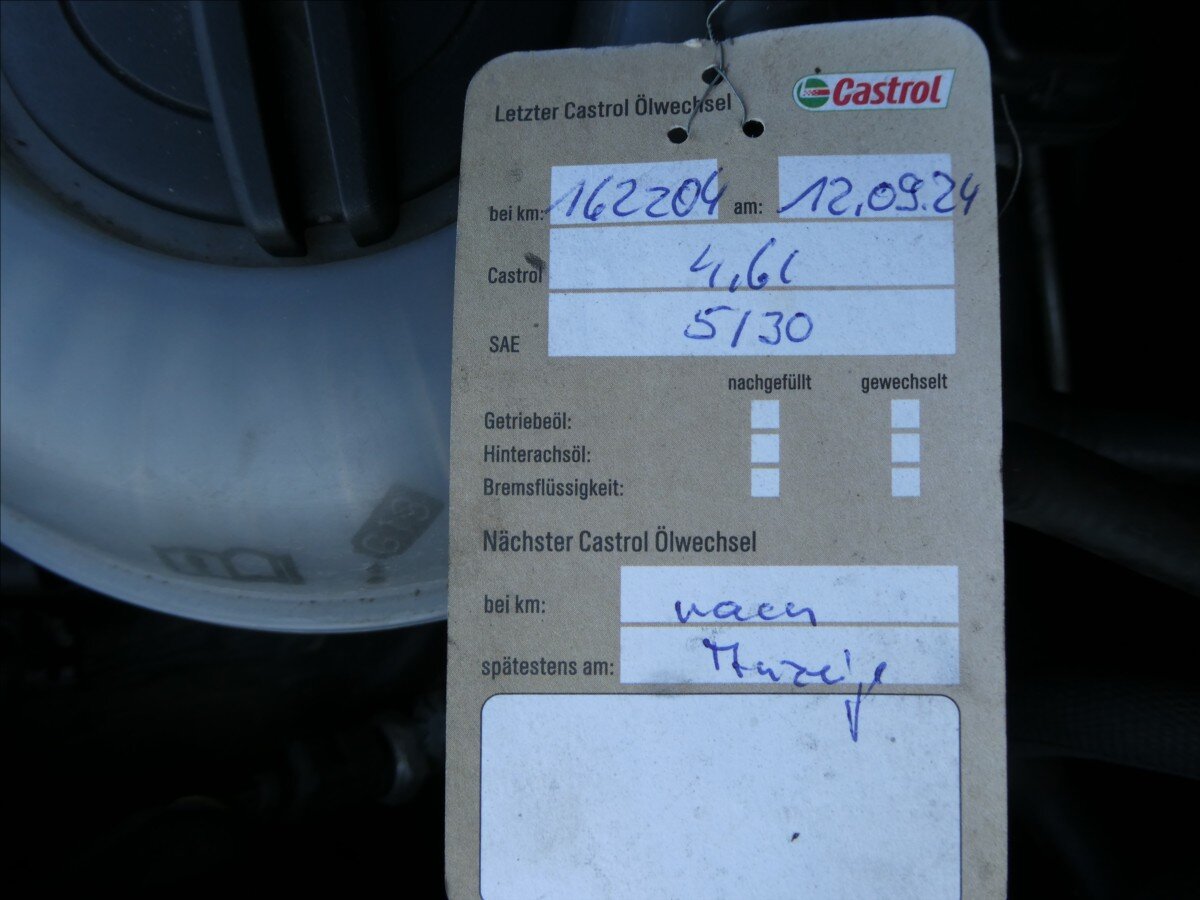 Castrol
Letzter Castrol Ölwechsel
bei km: 162204 am: 12.09.24
Castrol 4,6l
SAE 5/30
nachgefüllt gewechselt
Getriebeöl:
Hinterachsöl:
Bremsflüssigkeit:
Nächster Castrol Ölwechsel
bei km: nach
spätestens am: Anzeige